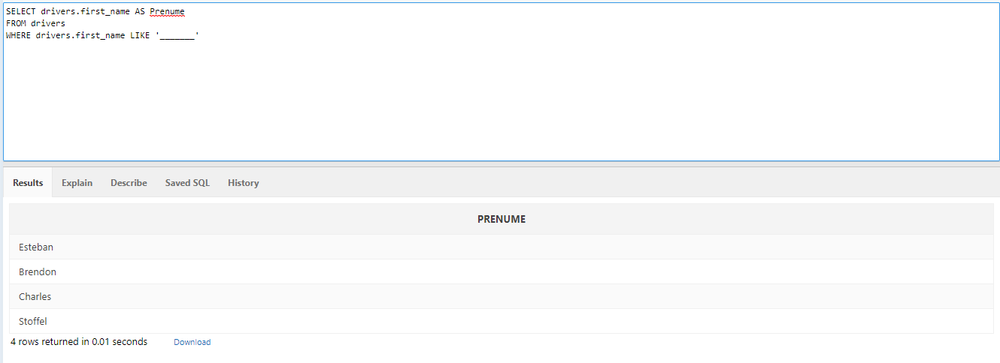 SELECT drivers.first_name AS Prenume
FROM drivers
WHERE drivers.first_name LIKE '_______'
Results Explain Describe Saved SQL History
PRENUME
Esteban
Brendon
Charles
Stoffel
4 rows returned in 0.01 seconds Download